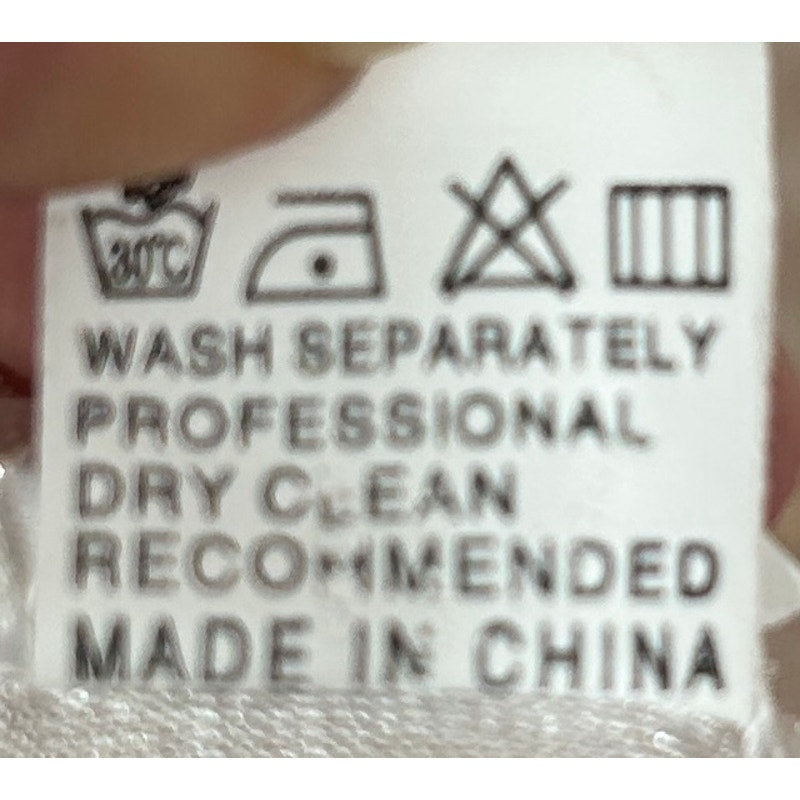 30°C
WASH SEPARATELY
PROFESSIONAL
DRY CLEAN
RECOMMENDED
MADE IN CHINA